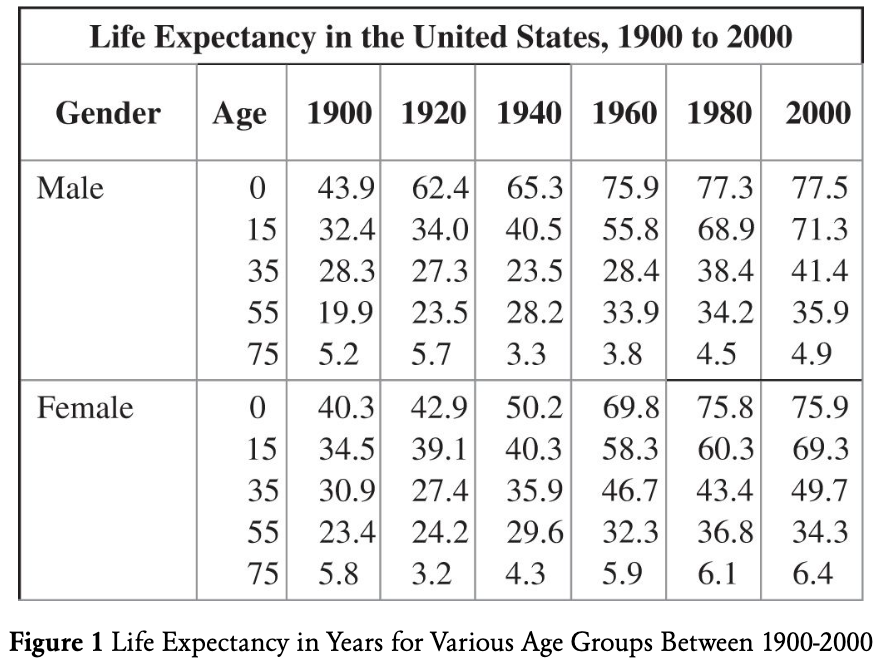 Life Expectancy in the United States, 1900 to 2000
Gender Age 1900 1920 1940 1960 1980 2000
Male 0 43.9 62.4 65.3 75.9 77.3 77.5
15 32.4 34.0 40.5 55.8 68.9 71.3
35 28.3 27.3 23.5 28.4 38.4 41.4
55 19.9 23.5 28.2 33.9 34.2 35.9
75 5.2 5.7 3.3 3.8 4.5 4.9
Female 0 40.3 42.9 50.2 69.8 75.8 75.9
15 34.5 39.1 40.3 58.3 60.3 69.3
35 30.9 27.4 35.9 46.7 43.4 49.7
55 23.4 24.2 29.6 32.3 36.8 34.3
75 5.8 3.2 4.3 5.9 6.1 6.4
Figure 1 Life Expectancy in Years for Various Age Groups Between 1900-2000